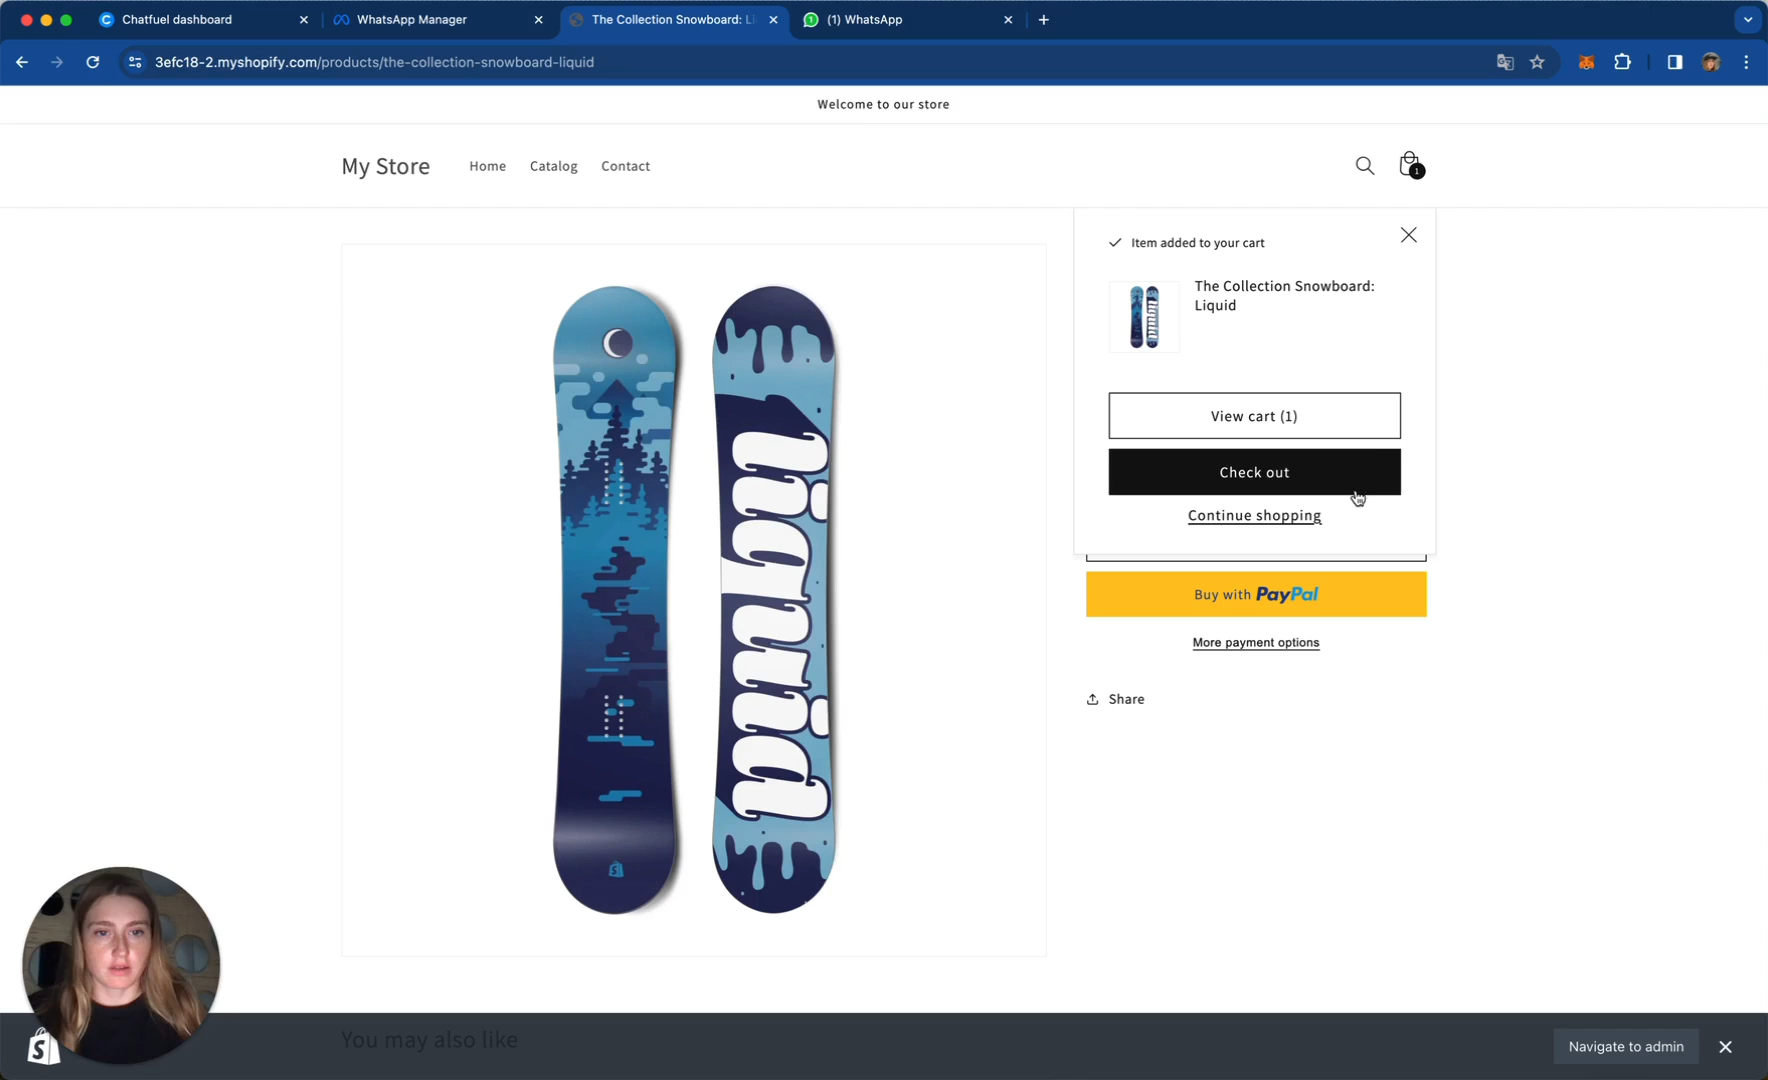 Chatfuel dashboard
WhatsApp Manager
The Collection Snowboard: Li
(1) WhatsApp
3efc18-2.myshopify.com/products/the-collection-snowboard-liquid
Welcome to our store
My Store
Home
Catalog
Contact
1
Item added to your cart
The Collection Snowboard:
Liquid
View cart (1)
Check out
Continue shopping
Buy with PayPal
More payment options
Share
liquid
You may also like
Navigate to admin